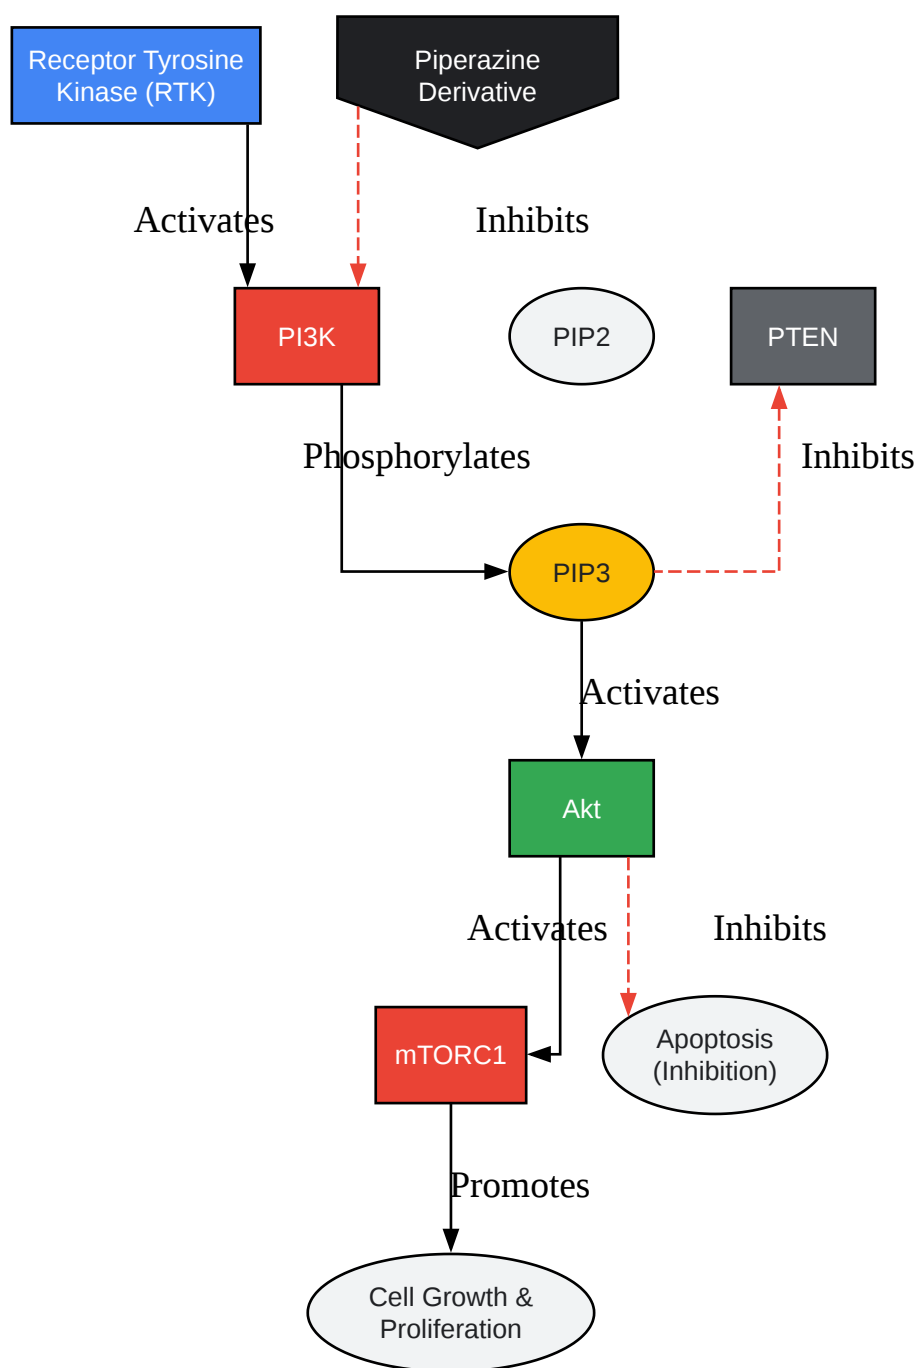 Receptor Tyrosine
Kinase (RTK)
Piperazine
Derivative
Activates
Inhibits
PI3K
PIP2
PTEN
Phosphorylates
Inhibits
PIP3
Activates
Akt
Activates
Inhibits
mTORC1
Apoptosis
(Inhibition)
Promotes
Cell Growth &
Proliferation